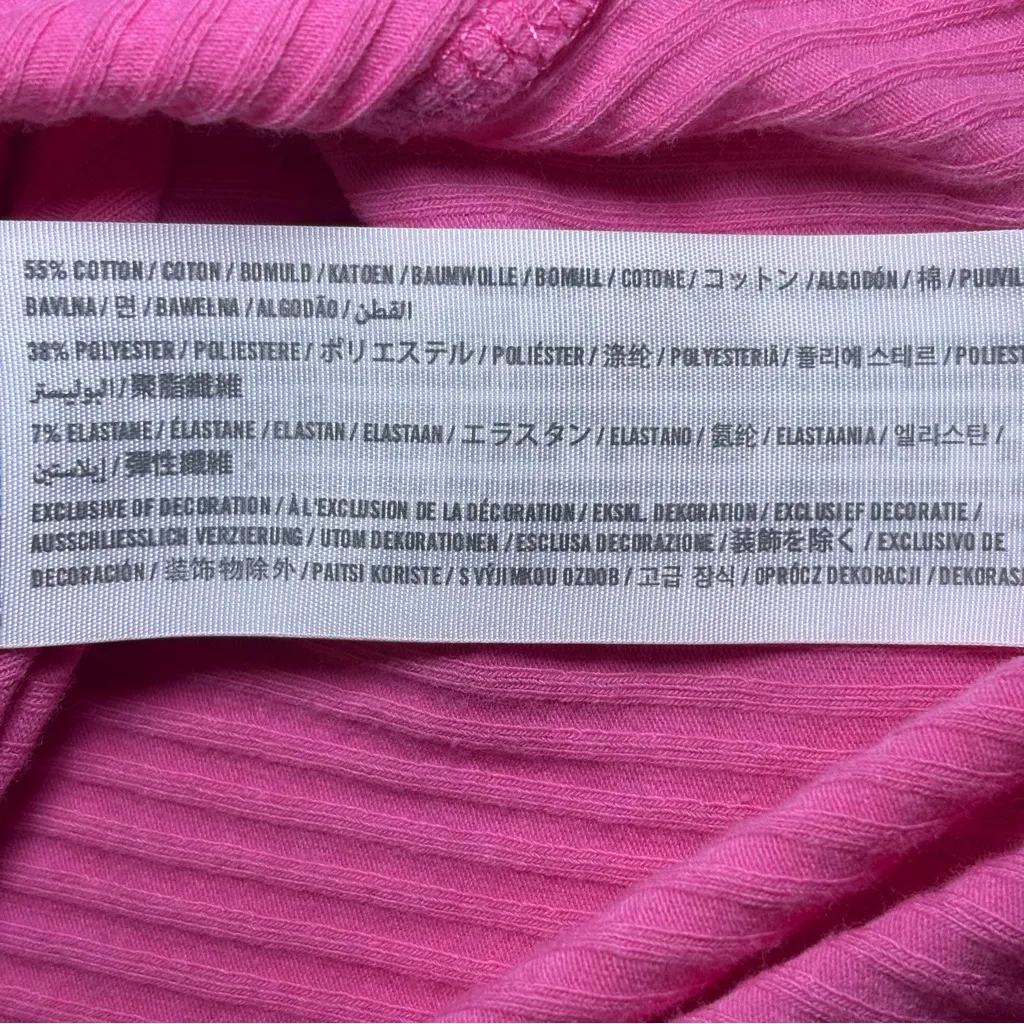 55% COTTON / COTON / BOMULD / KATOEN / BAUMWOLLE / BOMULL / COTONE / コットン / ALGODÓN / 棉 / PUUVIL
BAVLNA / 면 / BAWEŁNA / ALGODÃO / القطن
38% POLYESTER / POLIESTERE / ポリエステル / POLIÉSTER / 涤纶 / POLYESTERIÄ / 폴리에스테르 / POLIEST
البوليستر / 聚脂纖維
7% ELASTANE / ÉLASTANE / ELASTAN / ELASTAAN / エラスタン / ELASTANO / 氨纶 / ELASTAANIA / 엘라스탄 /
إيلاستين / 彈性纖維
EXCLUSIVE OF DECORATION / À L'EXCLUSION DE LA DÉCORATION / EKSKL. DEKORATION / EXCLUSIEF DECORATIE /
AUSSCHLIESSLICH VERZIERUNG / UTOM DEKORATIONEN / ESCLUSA DECORAZIONE / 装飾を除く / EXCLUSIVO DE
DECORACIÓN / 装饰物除外 / PAITSI KORISTE / S VÝJIMKOU OZDOB / 고급 장식 / OPRÓCZ DEKORACJI / DEKORAS